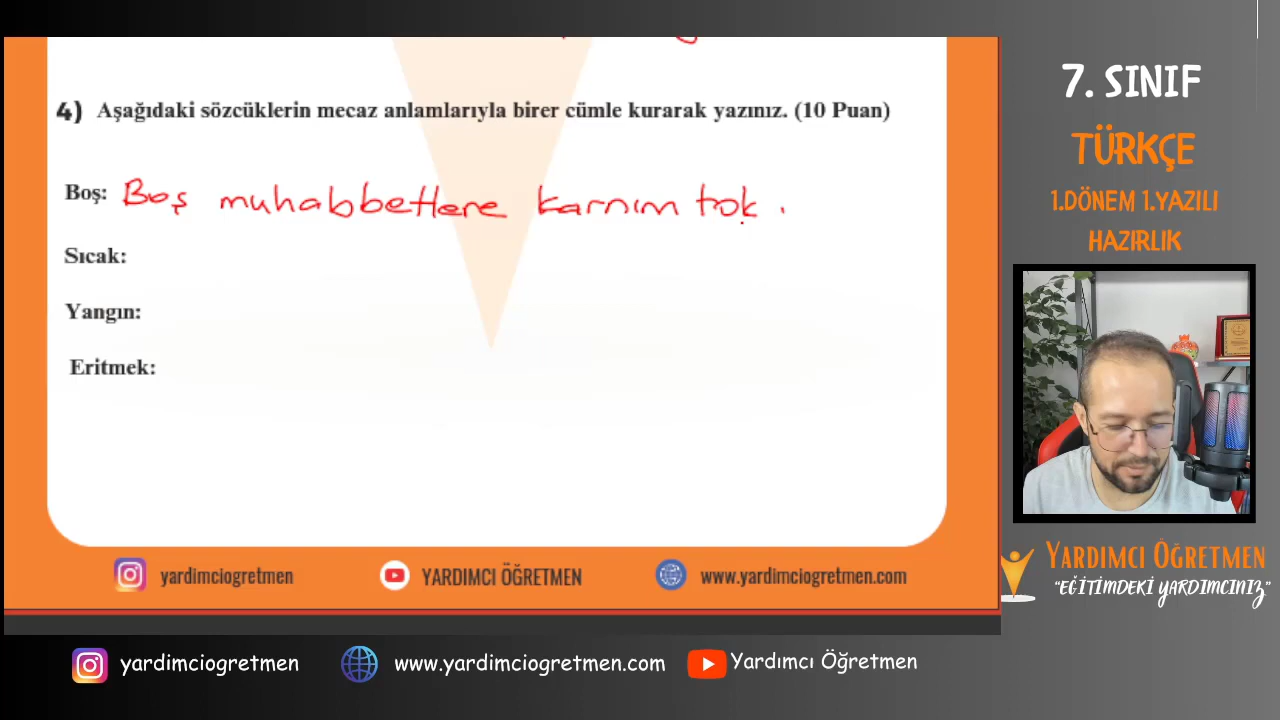 7. SINIF
TÜRKÇE
1.DÖNEM 1.YAZILI
HAZIRLIK
4) Aşağıdaki sözcüklerin mecaz anlamlarıyla birer cümle kurarak yazınız. (10 Puan)
Boş: Boş muhabbetlere karnım tok.
Sıcak:
Yangın:
Eritmek:
yardimciogretmen YARDIMCI ÖĞRETMEN www.yardimciogretmen.com
YARDIMCI ÖĞRETMEN
"EĞİTİMDEKİ YARDIMCINIZ"
yardimciogretmen www.yardimciogretmen.com Yardımcı Öğretmen